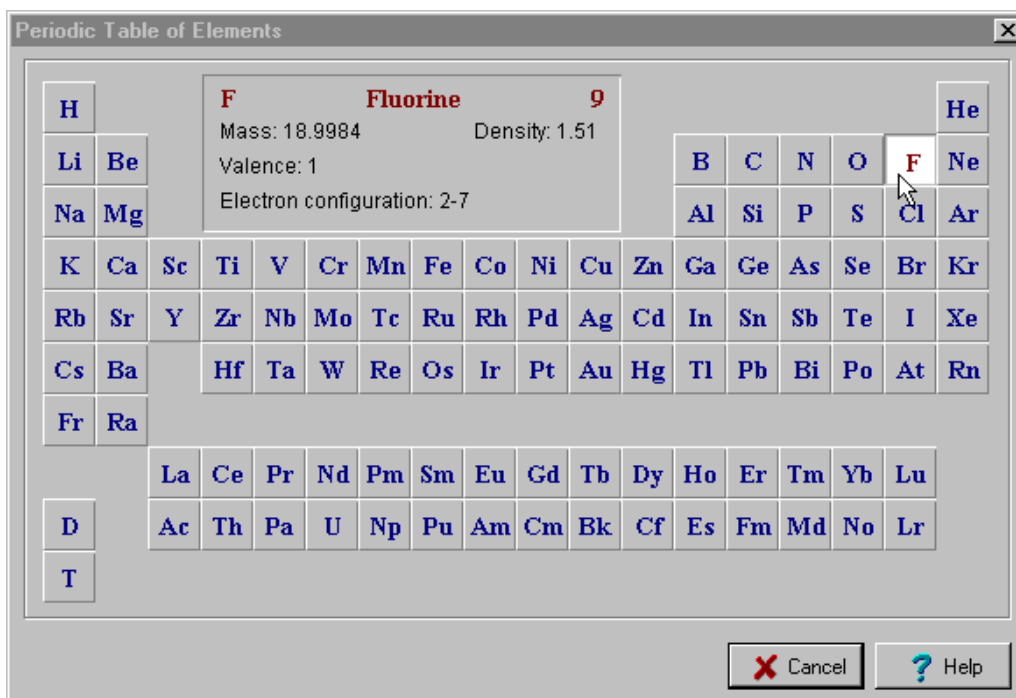 Periodic Table of Elements
F Fluorine 9
Mass: 18.9984 Density: 1.51
Valence: 1
Electron configuration: 2-7
H He
Li Be B C N O F Ne
Na Mg Al Si P S Cl Ar
K Ca Sc Ti V Cr Mn Fe Co Ni Cu Zn Ga Ge As Se Br Kr
Rb Sr Y Zr Nb Mo Tc Ru Rh Pd Ag Cd In Sn Sb Te I Xe
Cs Ba Hf Ta W Re Os Ir Pt Au Hg Tl Pb Bi Po At Rn
Fr Ra
La Ce Pr Nd Pm Sm Eu Gd Tb Dy Ho Er Tm Yb Lu
D Ac Th Pa U Np Pu Am Cm Bk Cf Es Fm Md No Lr
T
Cancel ? Help